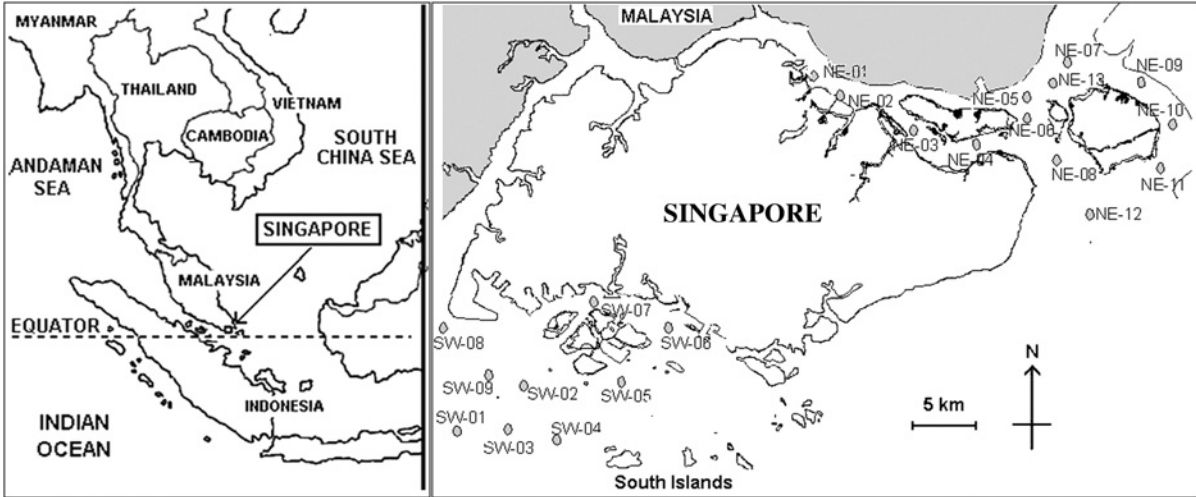 MYANMAR
THAILAND
VIETNAM
CAMBODIA
SOUTH
CHINA SEA
ANDAMAN
SEA
SINGAPORE
MALAYSIA
EQUATOR
INDONESIA
INDIAN
OCEAN
MALAYSIA
NE-07
NE-01
NE-13
NE-09
NE-02
NE-05
NE-10
NE-06
NE-03
NE-04
NE-08
NE-11
SINGAPORE
NE-12
SW-07
SW-08
SW-06
SW-09
SW-02
SW-05
SW-01
SW-03
SW-04
N
5 km
South Islands